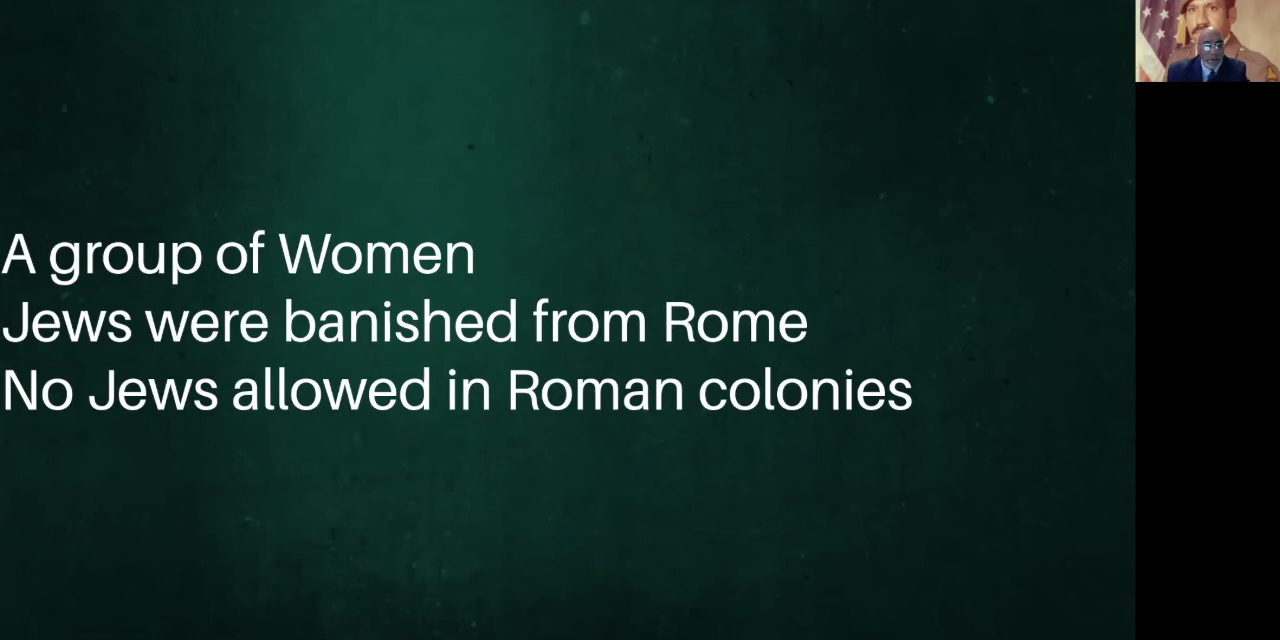 A group of Women
Jews were banished from Rome
No Jews allowed in Roman colonies